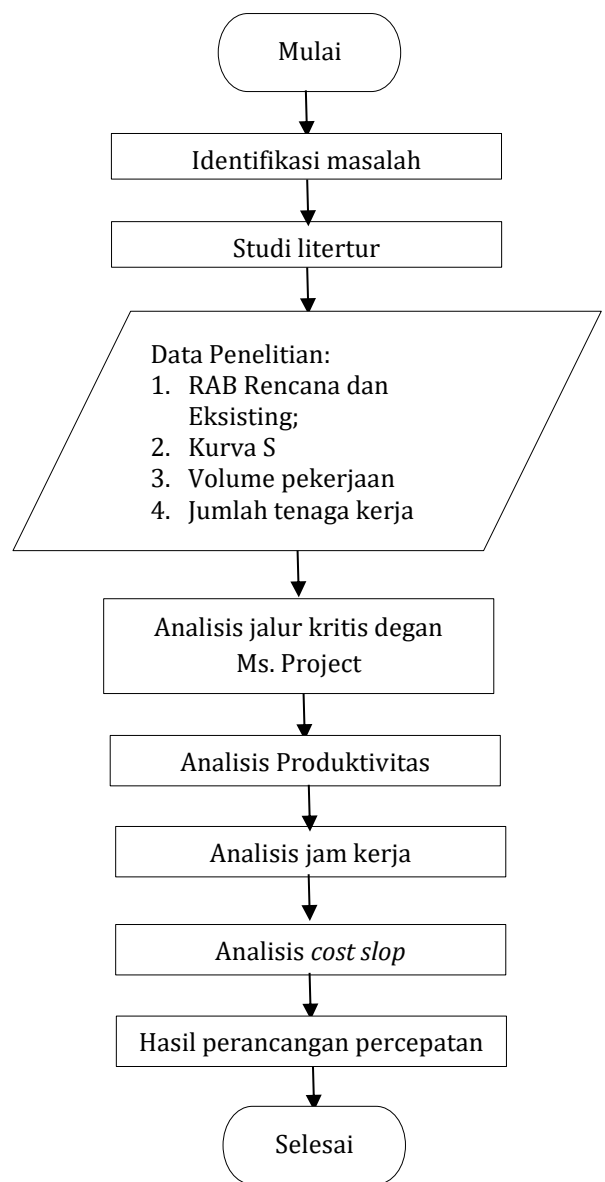 Mulai
Identifikasi masalah
Studi litertur
Data Penelitian:
1. RAB Rencana dan
Eksisting;
2. Kurva S
3. Volume pekerjaan
4. Jumlah tenaga kerja
Analisis jalur kritis degan
Ms. Project
Analisis Produktivitas
Analisis jam kerja
Analisis cost slop
Hasil perancangan percepatan
Selesai